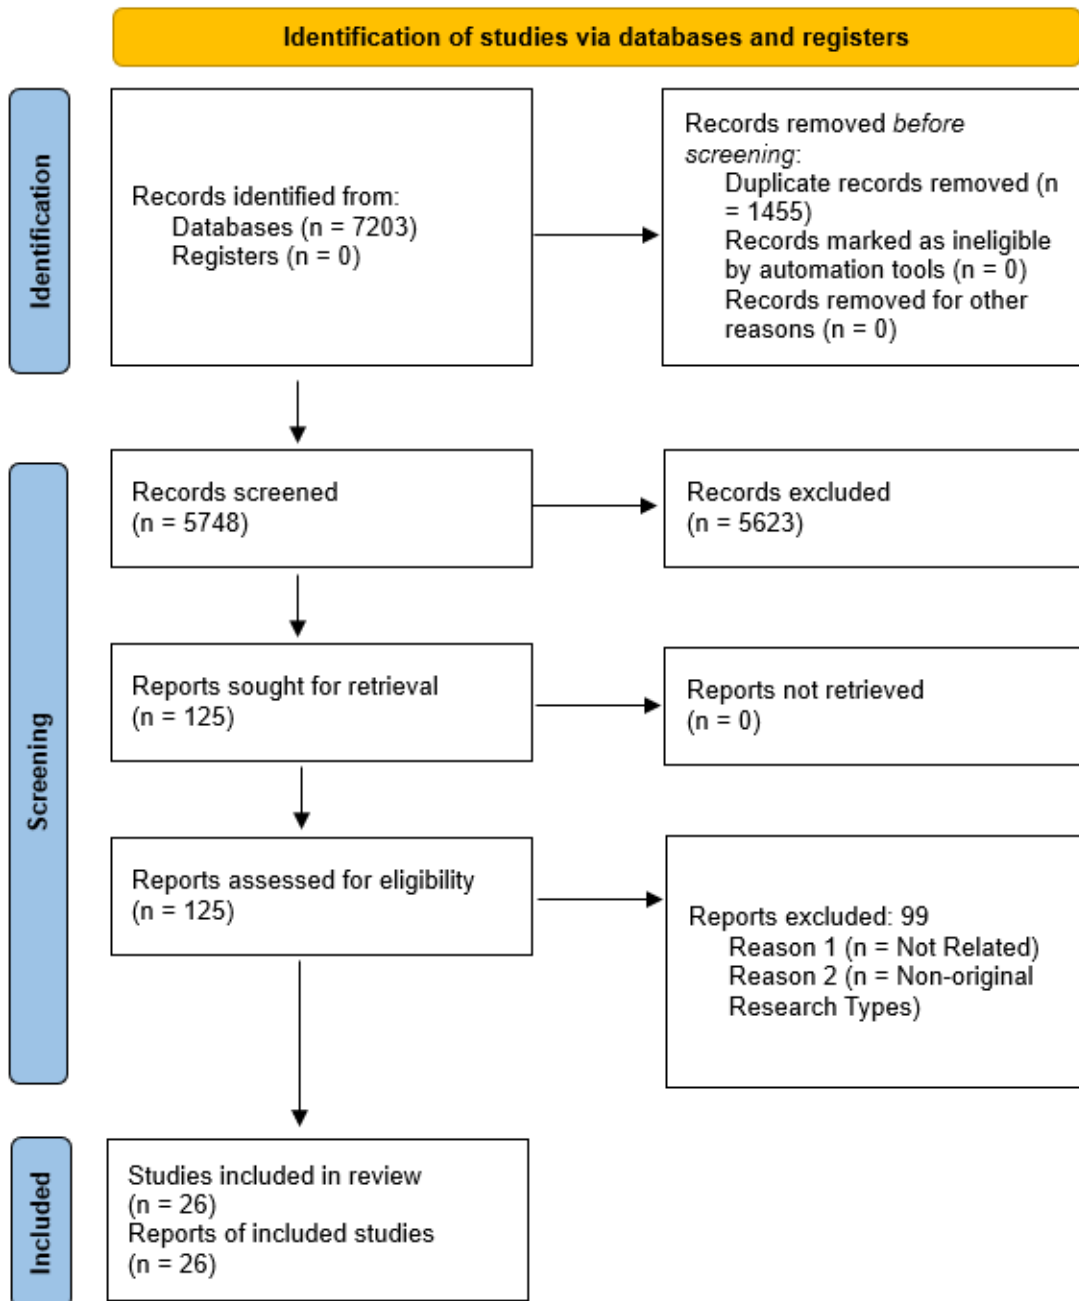 Identification of studies via databases and registers
Identification
Records identified from:
Databases (n = 7203)
Registers (n = 0)
Records removed before
screening:
Duplicate records removed (n
= 1455)
Records marked as ineligible
by automation tools (n = 0)
Records removed for other
reasons (n = 0)
Screening
Records screened
(n = 5748)
Records excluded
(n = 5623)
Reports sought for retrieval
(n = 125)
Reports not retrieved
(n = 0)
Reports assessed for eligibility
(n = 125)
Reports excluded: 99
Reason 1 (n = Not Related)
Reason 2 (n = Non-original
Research Types)
Included
Studies included in review
(n = 26)
Reports of included studies
(n = 26)